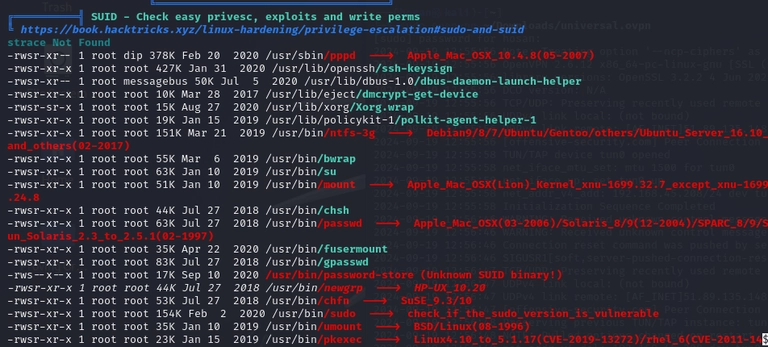 SUID - Check easy privesc, exploits and write perms
https://book.hacktricks.xyz/linux-hardening/privilege-escalation#sudo-and-suid
strace Not Found
-rwsr-xr-- 1 root dip 378K Feb 20  2020 /usr/sbin/pppd  --->  Apple_Mac_OSX_10.4.8(05-2007)
-rwsr-xr-x 1 root root 427K Jan 31  2020 /usr/lib/openssh/ssh-keysign
-rwsr-xr-- 1 root messagebus 50K Jul  5  2020 /usr/lib/dbus-1.0/dbus-daemon-launch-helper
-rwsr-xr-x 1 root root 10K Mar 28  2017 /usr/lib/eject/dmcrypt-get-device
-rwsr-sr-x 1 root root 15K Aug 27  2020 /usr/lib/xorg/Xorg.wrap
-rwsr-xr-x 1 root root 19K Jan 15  2019 /usr/lib/policykit-1/polkit-agent-helper-1
-rwsr-xr-x 1 root root 151K Mar 21  2019 /usr/bin/ntfs-3g  --->  Debian9/8/7/Ubuntu/Gentoo/others/Ubuntu_Server_16.10_
and_others(02-2017)
-rwsr-xr-x 1 root root 55K Mar  6  2019 /usr/bin/bwrap
-rwsr-xr-x 1 root root 63K Jan 10  2019 /usr/bin/su
-rwsr-xr-x 1 root root 51K Jan 10  2019 /usr/bin/mount  --->  Apple_Mac_OSX(Lion)_Kernel_xnu-1699.32.7_except_xnu-1699
.24.8
-rwsr-xr-x 1 root root 44K Jul 27  2018 /usr/bin/chsh
-rwsr-xr-x 1 root root 63K Jul 27  2018 /usr/bin/passwd  --->  Apple_Mac_OSX(03-2006)/Solaris_8/9(12-2004)/SPARC_8/9/S
un_Solaris_2.3_to_2.5.1(02-1997)
-rwsr-xr-x 1 root root 35K Apr 22  2020 /usr/bin/fusermount
-rwsr-xr-x 1 root root 83K Jul 27  2018 /usr/bin/gpasswd
-rws--x--x 1 root root 17K Sep 10  2020 /usr/bin/password-store (Unknown SUID binary!)
-rwsr-xr-x 1 root root 44K Jul 27  2018 /usr/bin/newgrp  --->  HP-UX_10.20
-rwsr-xr-x 1 root root 53K Jul 27  2018 /usr/bin/chfn  --->  SuSE_9.3/10
-rwsr-xr-x 1 root root 154K Feb  2  2020 /usr/bin/sudo  --->  check_if_the_sudo_version_is_vulnerable
-rwsr-xr-x 1 root root 35K Jan 10  2019 /usr/bin/umount  --->  BSD/Linux(08-1996)
-rwsr-xr-x 1 root root 23K Jan 15  2019 /usr/bin/pkexec  --->  Linux4.10_to_5.1.17(CVE-2019-13272)/rhel_6(CVE-2011-14